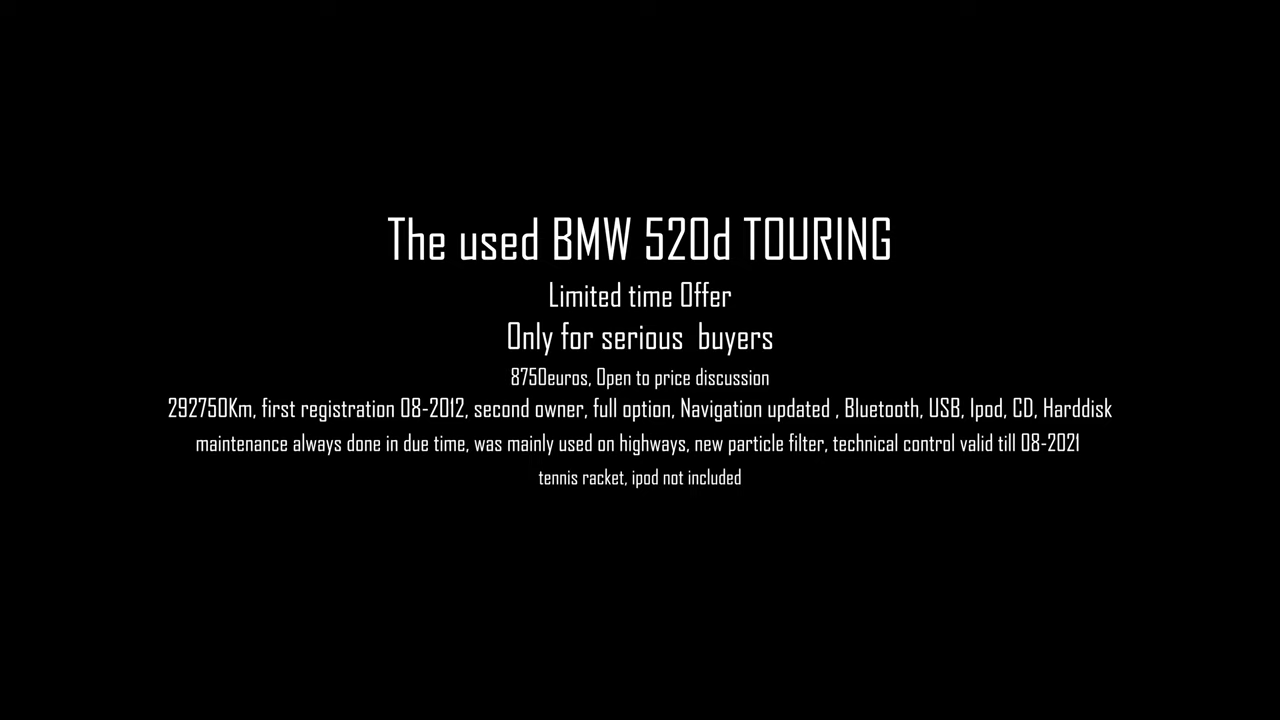 The used BMW 520d TOURING
Limited time Offer
Only for serious  buyers
8750euros, Open to price discussion
292750Km, first registration 08-2012, second owner, full option, Navigation updated , Bluetooth, USB, Ipod, CD, Harddisk
maintenance always done in due time, was mainly used on highways, new particle filter, technical control valid till 08-2021
tennis racket, ipod not included